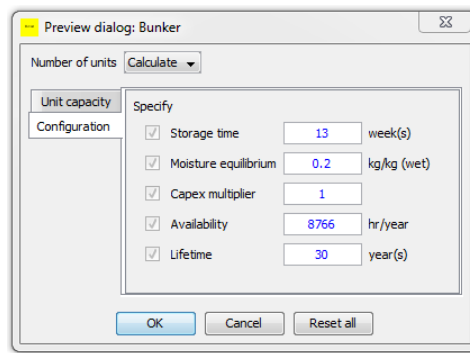 Preview dialog: Bunker
Number of units Calculate
Unit capacity
Configuration
Specify
Storage time 13 week(s)
Moisture equilibrium 0.2 kg/kg (wet)
Capex multiplier 1
Availability 8766 hr/year
Lifetime 30 year(s)
OK Cancel Reset all